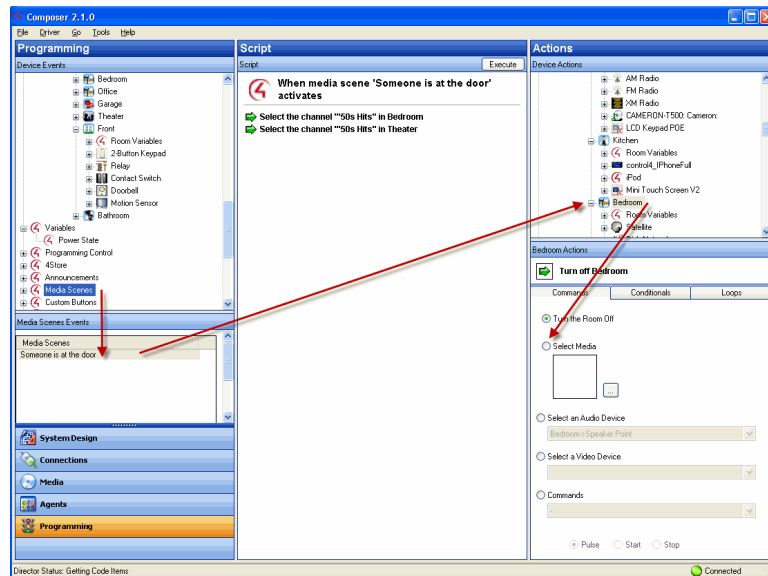 Composer 2.1.0
File Driver Go Tools Help
Programming
Device Events
Bedroom
Office
Garage
Theater
Front
Room Variables
2-Button Keypad
Relay
Contact Switch
Doorbell
Motion Sensor
Bathroom
Variables
Power State
Programming Control
4Store
Announcements
Media Scenes
Custom Buttons
Media Scenes Events
Media Scenes
Someone is at the door
System Design
Connections
Media
Agents
Programming
Director Status: Getting Code Items
Script
Script Execute
When media scene 'Someone is at the door'
activates
Select the channel "'50s Hits" in Bedroom
Select the channel "'50s Hits" in Theater
Actions
Device Actions
AM Radio
FM Radio
XM Radio
CAMERON-T500: Cameron:
LCD Keypad POE
Kitchen
Room Variables
control4_IPhoneFull
iPod
Mini Touch Screen V2
Bedroom
Room Variables
Satellite
Bedroom Actions
Turn off Bedroom
Commands Conditionals Loops
Turn the Room Off
Select Media
...
Select an Audio Device
Bedroom->Speaker Point
Select a Video Device
Commands
-
Pulse Start Stop
Connected